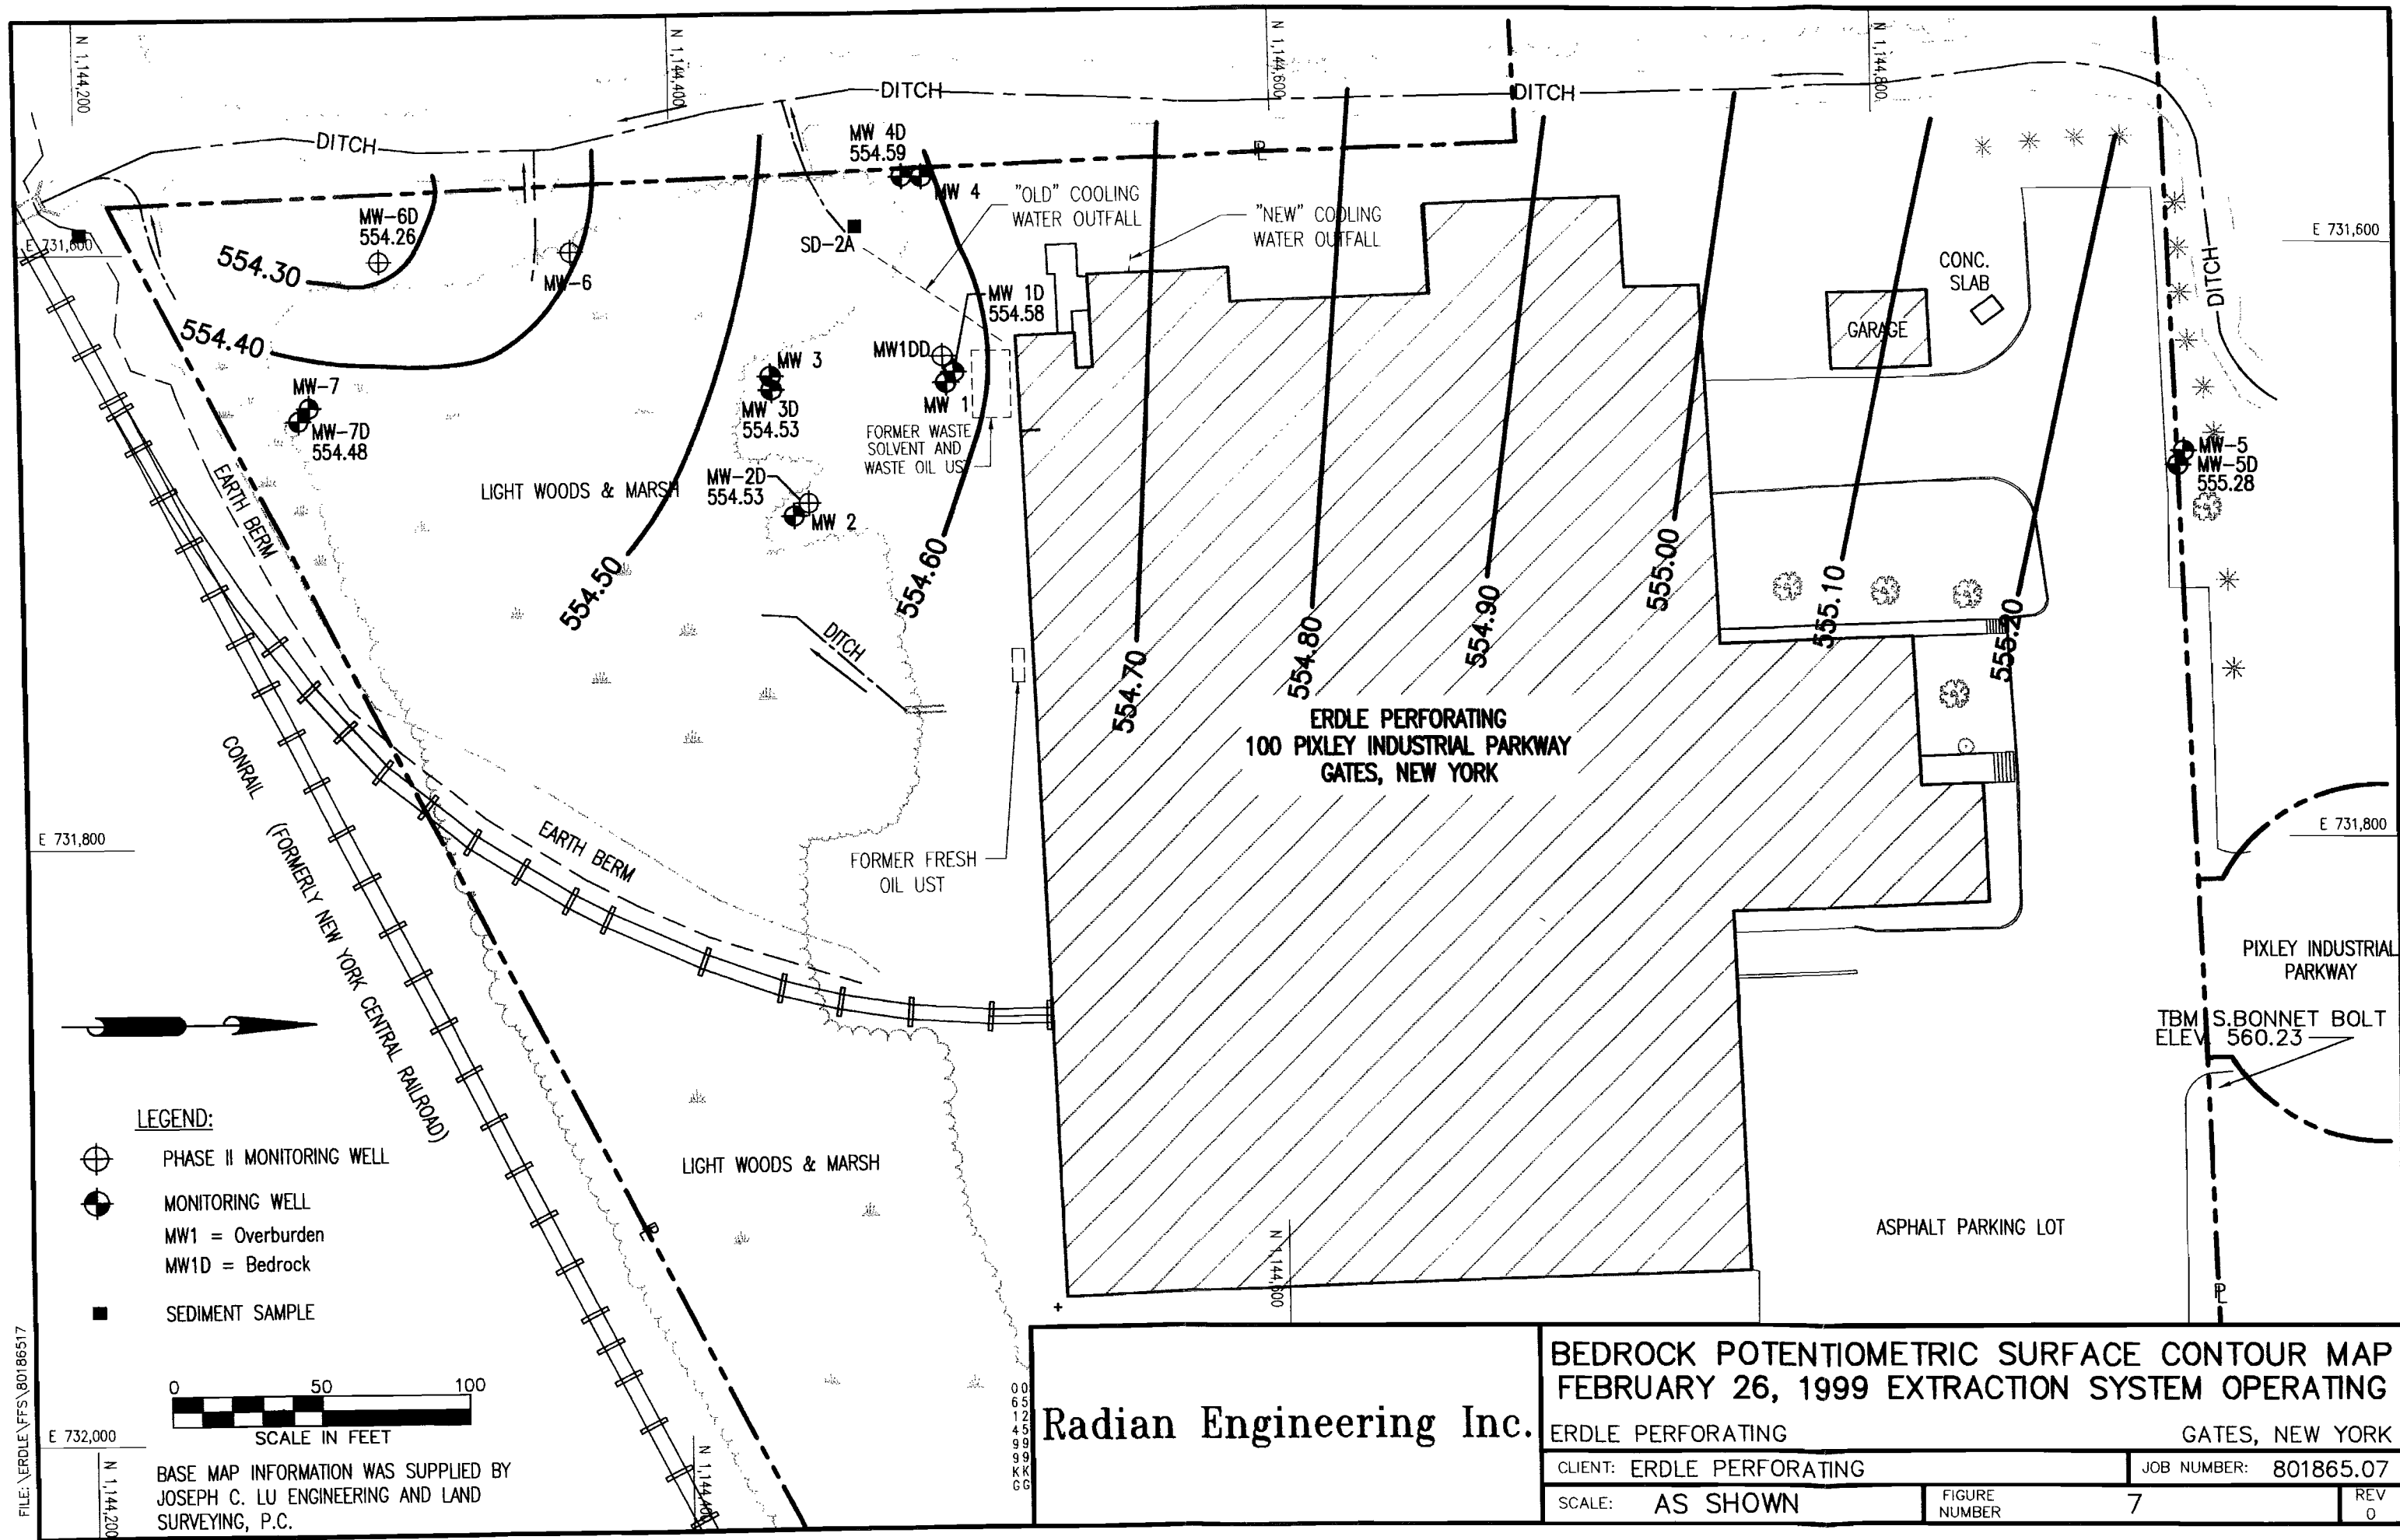 N 1,144,200
N 1,144,400
N 1,144,600
N 1,144,800
DITCH
DITCH
DITCH
MW 4D
554.59
MW 4
"OLD" COOLING
WATER OUTFALL
"NEW" COOLING
WATER OUTFALL
PL
MW-6D
554.26
E 731,600
E 731,600
SD-2A
MW-6
554.30
554.40
CONC.
SLAB
DITCH
GARAGE
MW 1D
554.58
MW1DD
MW 1
MW 3
MW 3D
554.53
MW-7
MW-7D
554.48
FORMER WASTE
SOLVENT AND
WASTE OIL UST
MW-2D
554.53
MW 2
LIGHT WOODS & MARSH
MW-5
MW-5D
555.28
EARTH BERM
554.50
554.60
554.70
554.80
554.90
555.00
555.10
555.20
DITCH
ERDLE PERFORATING
100 PIXLEY INDUSTRIAL PARKWAY
GATES, NEW YORK
CONRAIL
(FORMERLY NEW YORK CENTRAL RAILROAD)
E 731,800
E 731,800
EARTH BERM
FORMER FRESH
OIL UST
PIXLEY INDUSTRIAL
PARKWAY
TBM S.BONNET BOLT
ELEV. 560.23
LIGHT WOODS & MARSH
ASPHALT PARKING LOT
PL
PL
N 1,144,600
LEGEND:
PHASE II MONITORING WELL
MONITORING WELL
MW1 = Overburden
MW1D = Bedrock
SEDIMENT SAMPLE
0 50 100
SCALE IN FEET
E 732,000
N 1,144,200
N 1,144,400
BASE MAP INFORMATION WAS SUPPLIED BY
JOSEPH C. LU ENGINEERING AND LAND
SURVEYING, P.C.
FILE: \ERDLE\FFS\80186517
00
65
12
45
99
99
KK
GG
Radian Engineering Inc.
BEDROCK POTENTIOMETRIC SURFACE CONTOUR MAP
FEBRUARY 26, 1999 EXTRACTION SYSTEM OPERATING
ERDLE PERFORATING GATES, NEW YORK
CLIENT: ERDLE PERFORATING JOB NUMBER: 801865.07
SCALE: AS SHOWN FIGURE NUMBER 7 REV 0